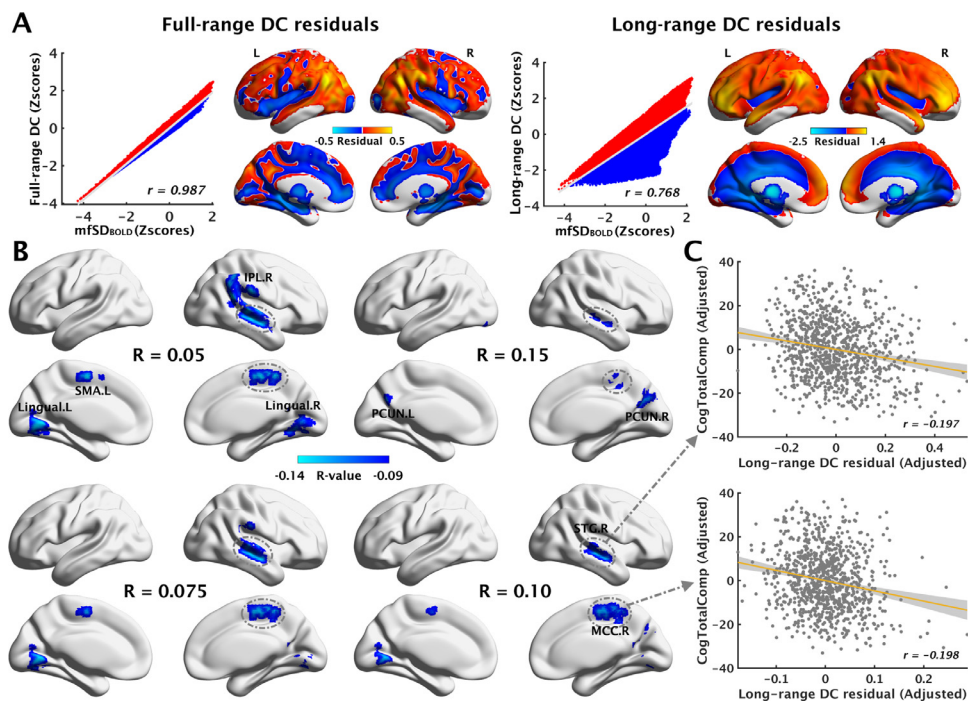 A
Full-range DC residuals
Long-range DC residuals
Full-range DC (Zscores)
4
2
0
-2
-4
-4
-2
0
2
mfSDBOLD (Zscores)
r = 0.987
L
R
-0.5 Residual 0.5
Long-range DC (Zscores)
4
2
0
-2
-4
-4
-2
0
2
mfSDBOLD (Zscores)
r = 0.768
L
R
-2.5 Residual 1.4
B
IPL.R
R = 0.05
R = 0.15
SMA.L
Lingual.L
Lingual.R
PCUN.L
PCUN.R
-0.14 R-value -0.09
STG.R
R = 0.075
R = 0.10
MCC.R
C
CogTotalComp (Adjusted)
40
20
0
-20
-40
-0.2
0
0.2
0.4
r = -0.197
Long-range DC residual (Adjusted)
CogTotalComp (Adjusted)
40
20
0
-20
-40
-0.1
0
0.1
0.2
r = -0.198
Long-range DC residual (Adjusted)